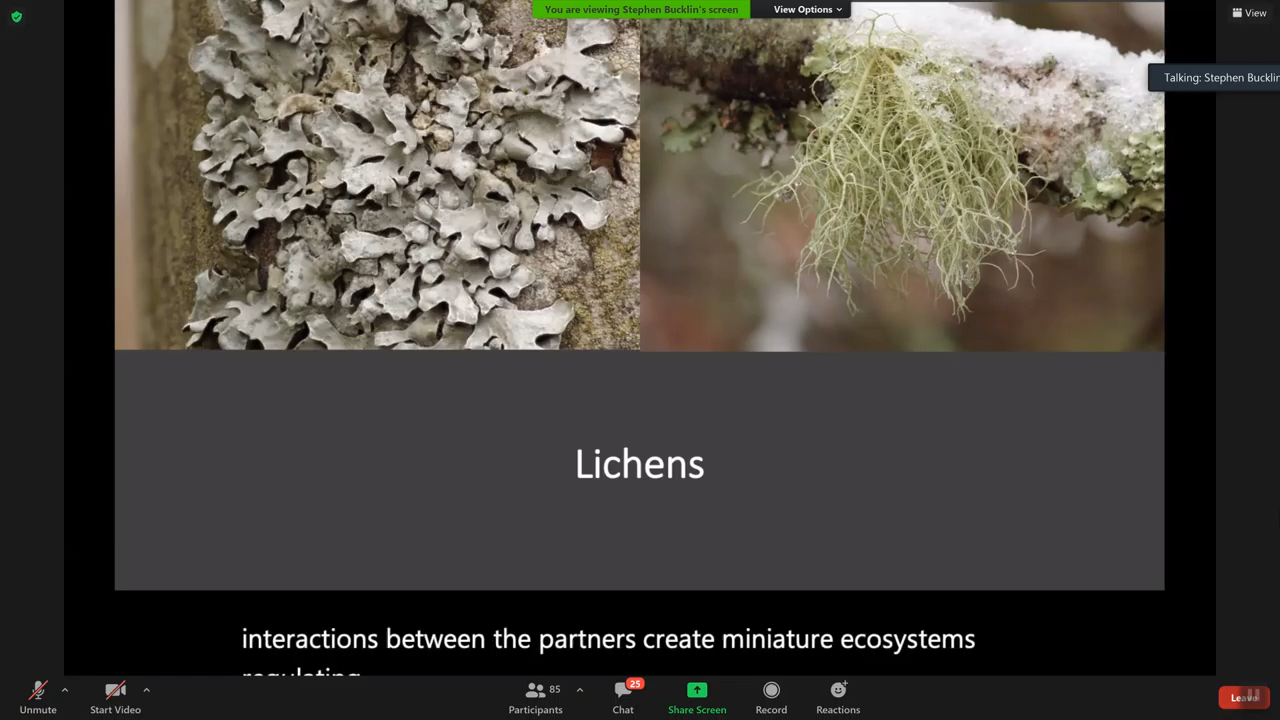 You are viewing Stephen Bucklin's screen
View Options
View
Talking: Stephen Bucklin
Lichens
interactions between the partners create miniature ecosystems
regulating
Unmute
Start Video
85
Participants
25
Chat
Share Screen
Record
Reactions
Leave